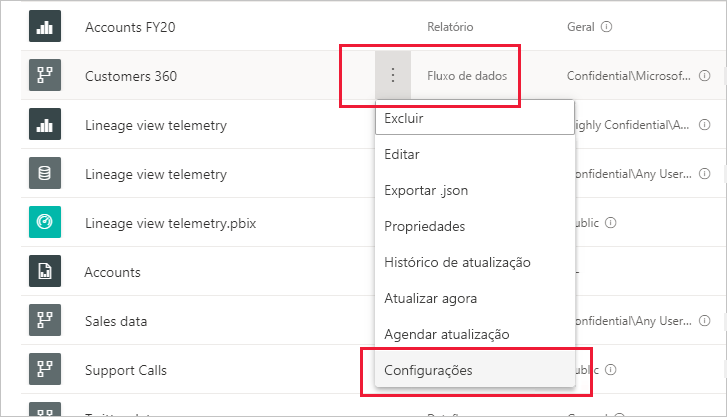 Accounts FY20 Relatório Geral
Customers 360 Fluxo de dados Confidential\Microsof...
Excluir
Lineage view telemetry ighly Confidential\A...
Editar
Lineage view telemetry nfidential\Any User...
Exportar .json
Lineage view telemetry.pbix ublic
Propriedades
Histórico de atualização
Accounts -
Atualizar agora
Sales data nfidential\Any User...
Agendar atualização
Support Calls ublic
Configurações